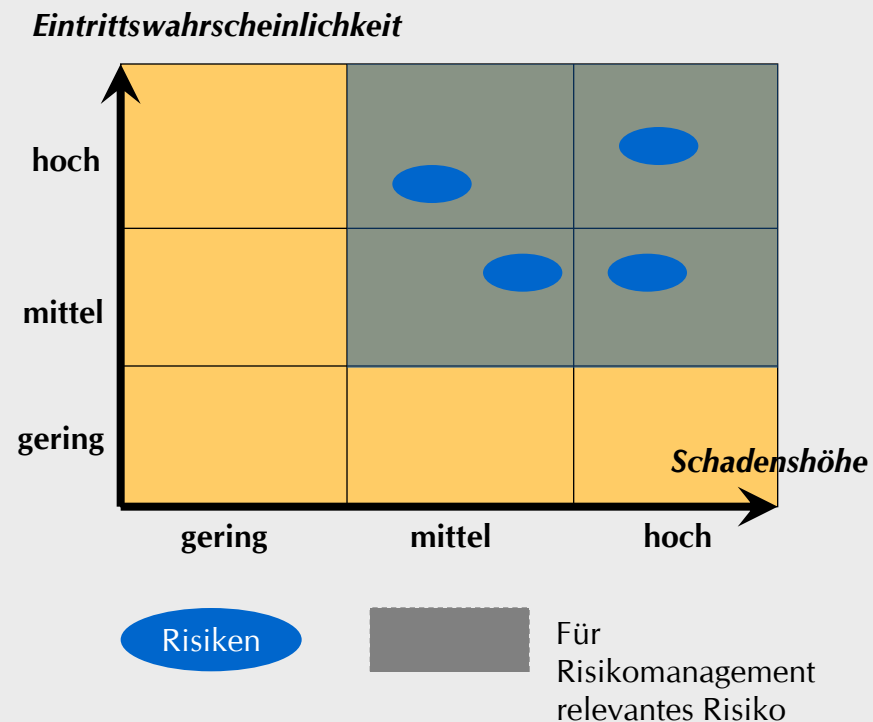 Eintrittswahrscheinlichkeit
hoch
mittel
gering
Schadenshöhe
gering mittel hoch
Risiken
Für
Risikomanagement
relevantes Risiko